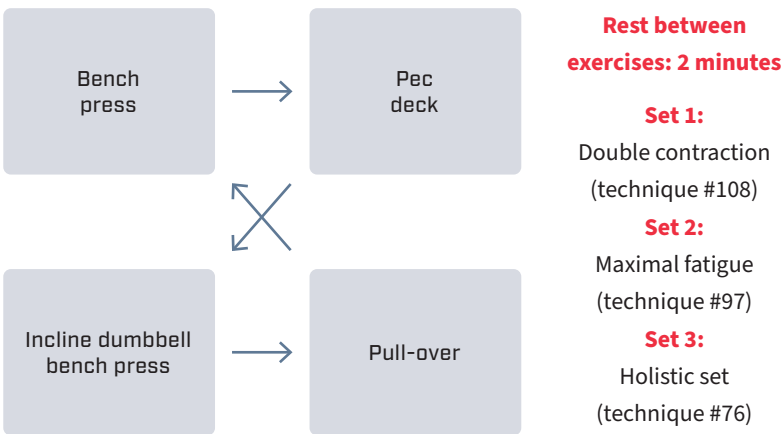 Bench
press
Pec
deck
Incline dumbbell
bench press
Pull-over
Rest between
exercises: 2 minutes
Set 1:
Double contraction
(technique #108)
Set 2:
Maximal fatigue
(technique #97)
Set 3:
Holistic set
(technique #76)